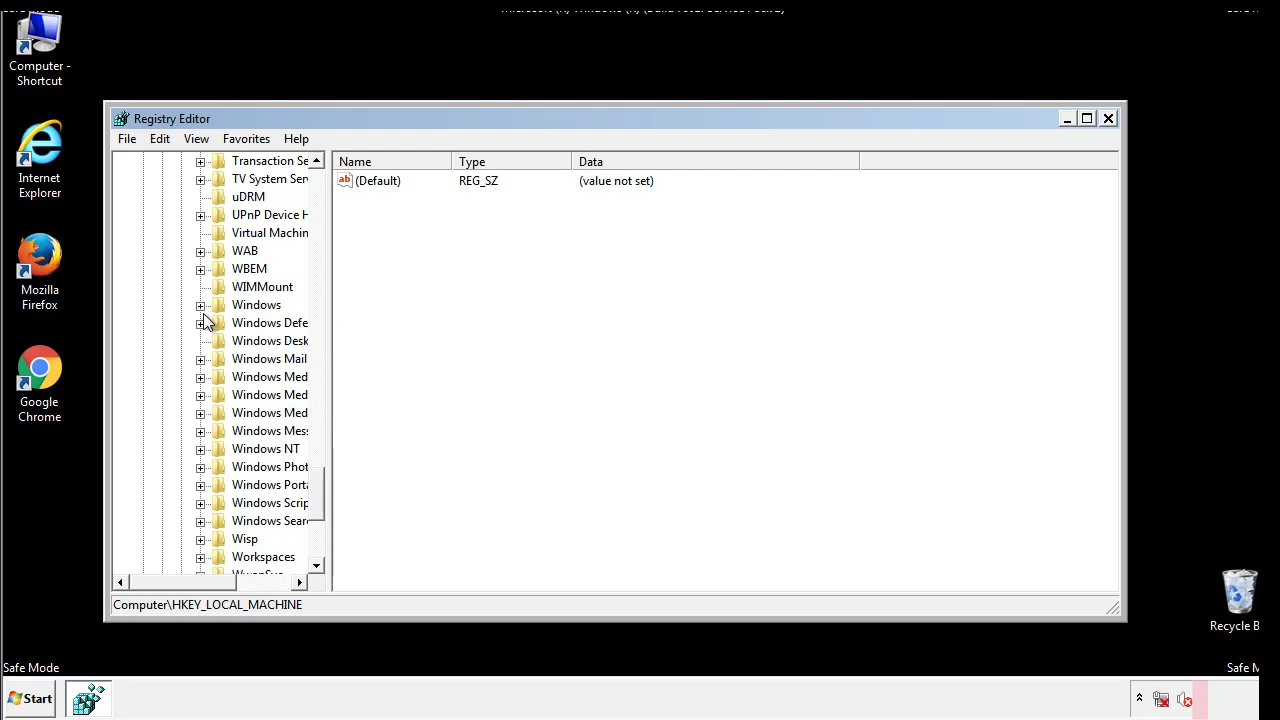 Computer -
Shortcut
Internet
Explorer
Mozilla
Firefox
Google
Chrome
Registry Editor
File Edit View Favorites Help
Transaction Se
TV System Serv
uDRM
UPnP Device H
Virtual Machin
WAB
WBEM
WIMMount
Windows
Windows Defe
Windows Desk
Windows Mail
Windows Med
Windows Med
Windows Med
Windows Mess
Windows NT
Windows Phot
Windows Porta
Windows Scrip
Windows Sear
Wisp
Workspaces
Name Type Data
ab (Default) REG_SZ (value not set)
Computer\HKEY_LOCAL_MACHINE
Recycle B
Safe Mode
Safe M
Start